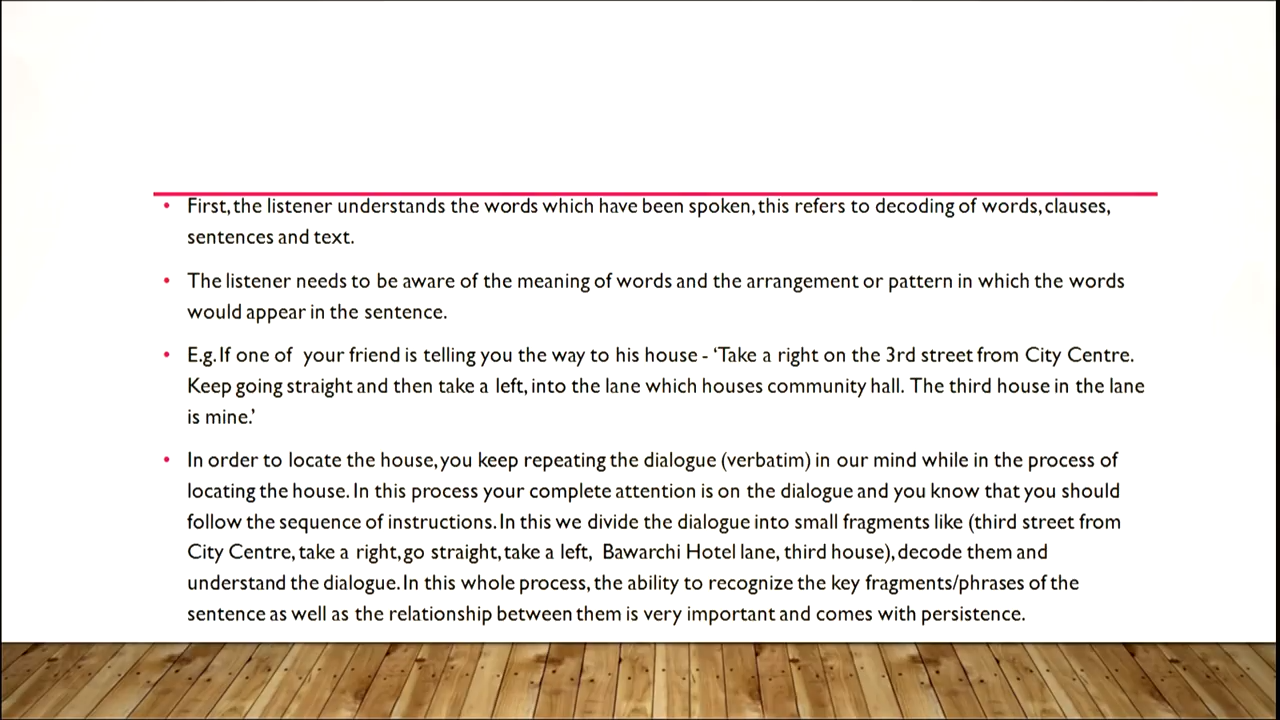 • First, the listener understands the words which have been spoken, this refers to decoding of words, clauses,
sentences and text.
• The listener needs to be aware of the meaning of words and the arrangement or pattern in which the words
would appear in the sentence.
• E.g. If one of your friend is telling you the way to his house - ‘Take a right on the 3rd street from City Centre.
Keep going straight and then take a left, into the lane which houses community hall. The third house in the lane
is mine.’
• In order to locate the house, you keep repeating the dialogue (verbatim) in our mind while in the process of
locating the house. In this process your complete attention is on the dialogue and you know that you should
follow the sequence of instructions. In this we divide the dialogue into small fragments like (third street from
City Centre, take a right, go straight, take a left, Bawarchi Hotel lane, third house), decode them and
understand the dialogue. In this whole process, the ability to recognize the key fragments/phrases of the
sentence as well as the relationship between them is very important and comes with persistence.